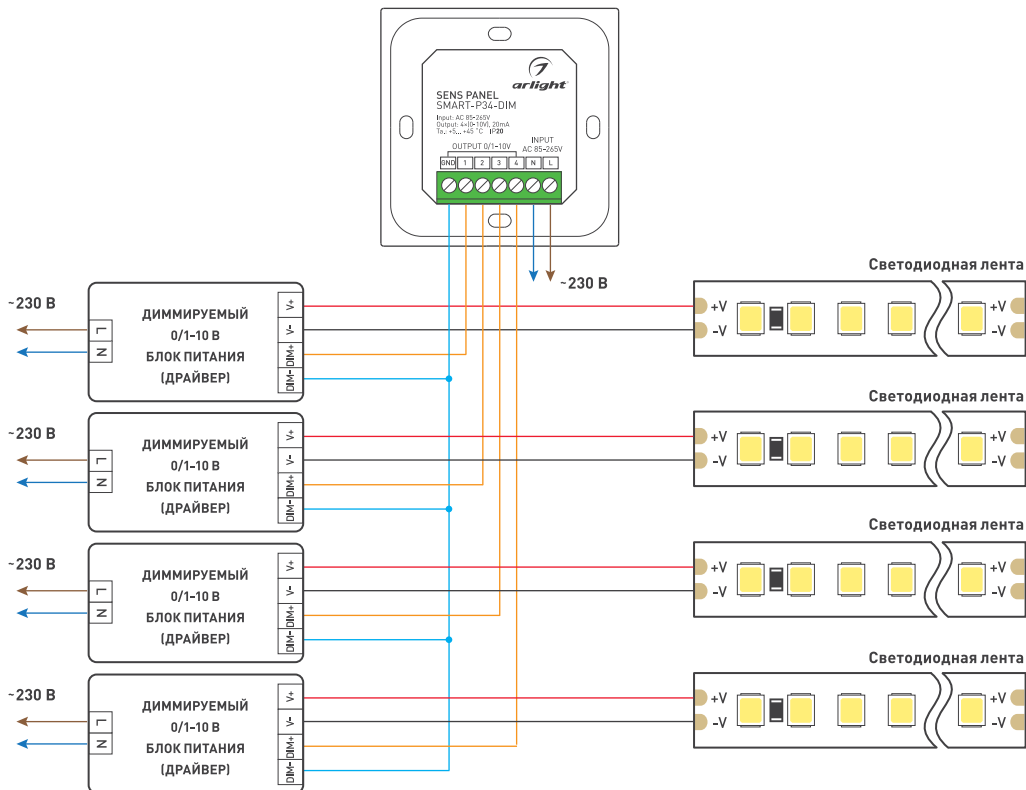 arlight
SENS PANEL
SMART-P34-DIM
Input: AC 85-265V
Output: 4×(0-10V), 20mA
Ta.: +5... +45 °C IP20
OUTPUT 0/1-10V
INPUT
AC 85-265V
GND 1 2 3 4 N L
~230 В
Светодиодная лента
~230 В
L
N
ДИММИРУЕМЫЙ
0/1-10 В
БЛОК ПИТАНИЯ
(ДРАЙВЕР)
V+
V-
DIM+
DIM-
+V
-V
+V
-V
Светодиодная лента
~230 В
L
N
ДИММИРУЕМЫЙ
0/1-10 В
БЛОК ПИТАНИЯ
(ДРАЙВЕР)
V+
V-
DIM+
DIM-
+V
-V
+V
-V
Светодиодная лента
~230 В
L
N
ДИММИРУЕМЫЙ
0/1-10 В
БЛОК ПИТАНИЯ
(ДРАЙВЕР)
V+
V-
DIM+
DIM-
+V
-V
+V
-V
Светодиодная лента
~230 В
L
N
ДИММИРУЕМЫЙ
0/1-10 В
БЛОК ПИТАНИЯ
(ДРАЙВЕР)
V+
V-
DIM+
DIM-
+V
-V
+V
-V